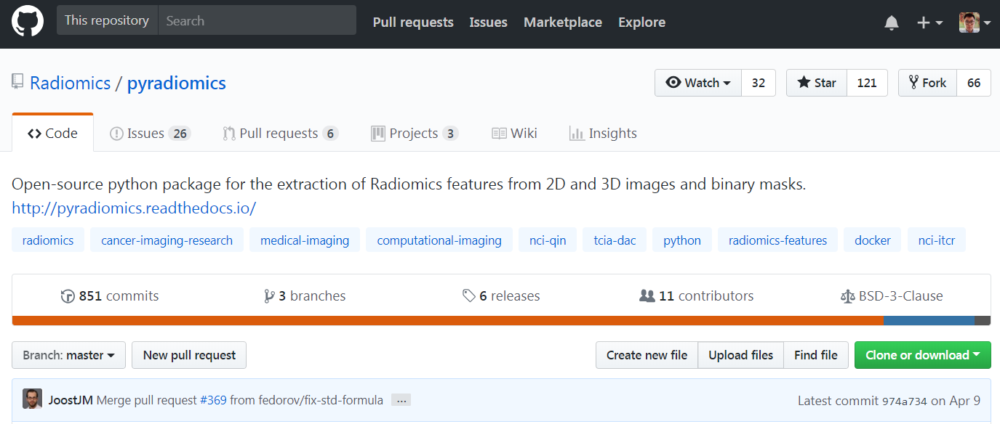 This repository Search Pull requests Issues Marketplace Explore
Radiomics / pyradiomics Watch 32 Star 121 Fork 66
Code Issues 26 Pull requests 6 Projects 3 Wiki Insights
Open-source python package for the extraction of Radiomics features from 2D and 3D images and binary masks.
http://pyradiomics.readthedocs.io/
radiomics cancer-imaging-research medical-imaging computational-imaging nci-qin tcia-dac python radiomics-features docker nci-itcr
851 commits 3 branches 6 releases 11 contributors BSD-3-Clause
Branch: master New pull request Create new file Upload files Find file Clone or download
JoostJM Merge pull request #369 from fedorov/fix-std-formula ... Latest commit 974a734 on Apr 9